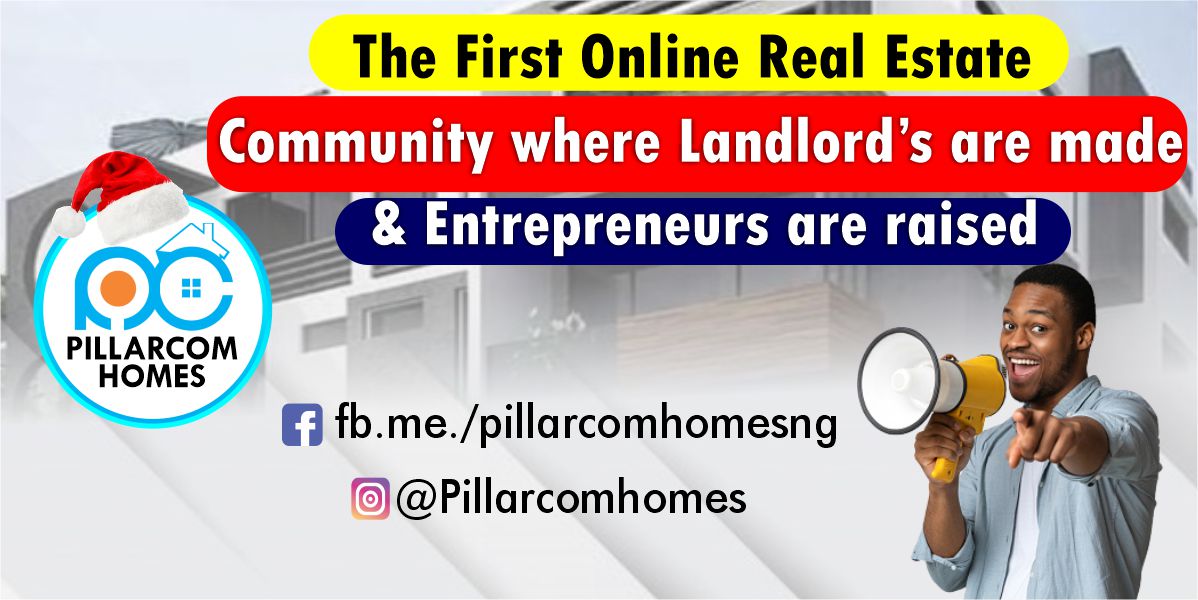 The First Online Real Estate
Community where Landlord’s are made
& Entrepreneurs are raised
PILLARCOM
HOMES
fb.me./pillarcomhomesng
@Pillarcomhomes